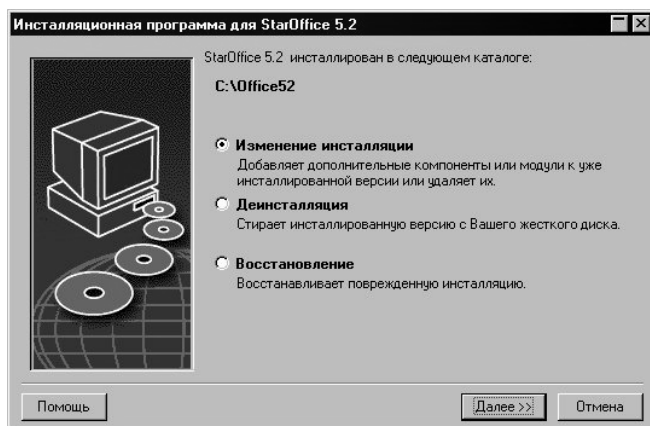 Инсталляционная программа для StarOffice 5.2
StarOffice 5.2 инсталлирован в следующем каталоге:
C:\Office52
Изменение инсталляции
Добавляет дополнительные компоненты или модули к уже
инсталлированной версии или удаляет их.
Деинсталляция
Стирает инсталлированную версию с Вашего жесткого диска.
Восстановление
Восстанавливает поврежденную инсталляцию.
Помощь
Далее >>
Отмена